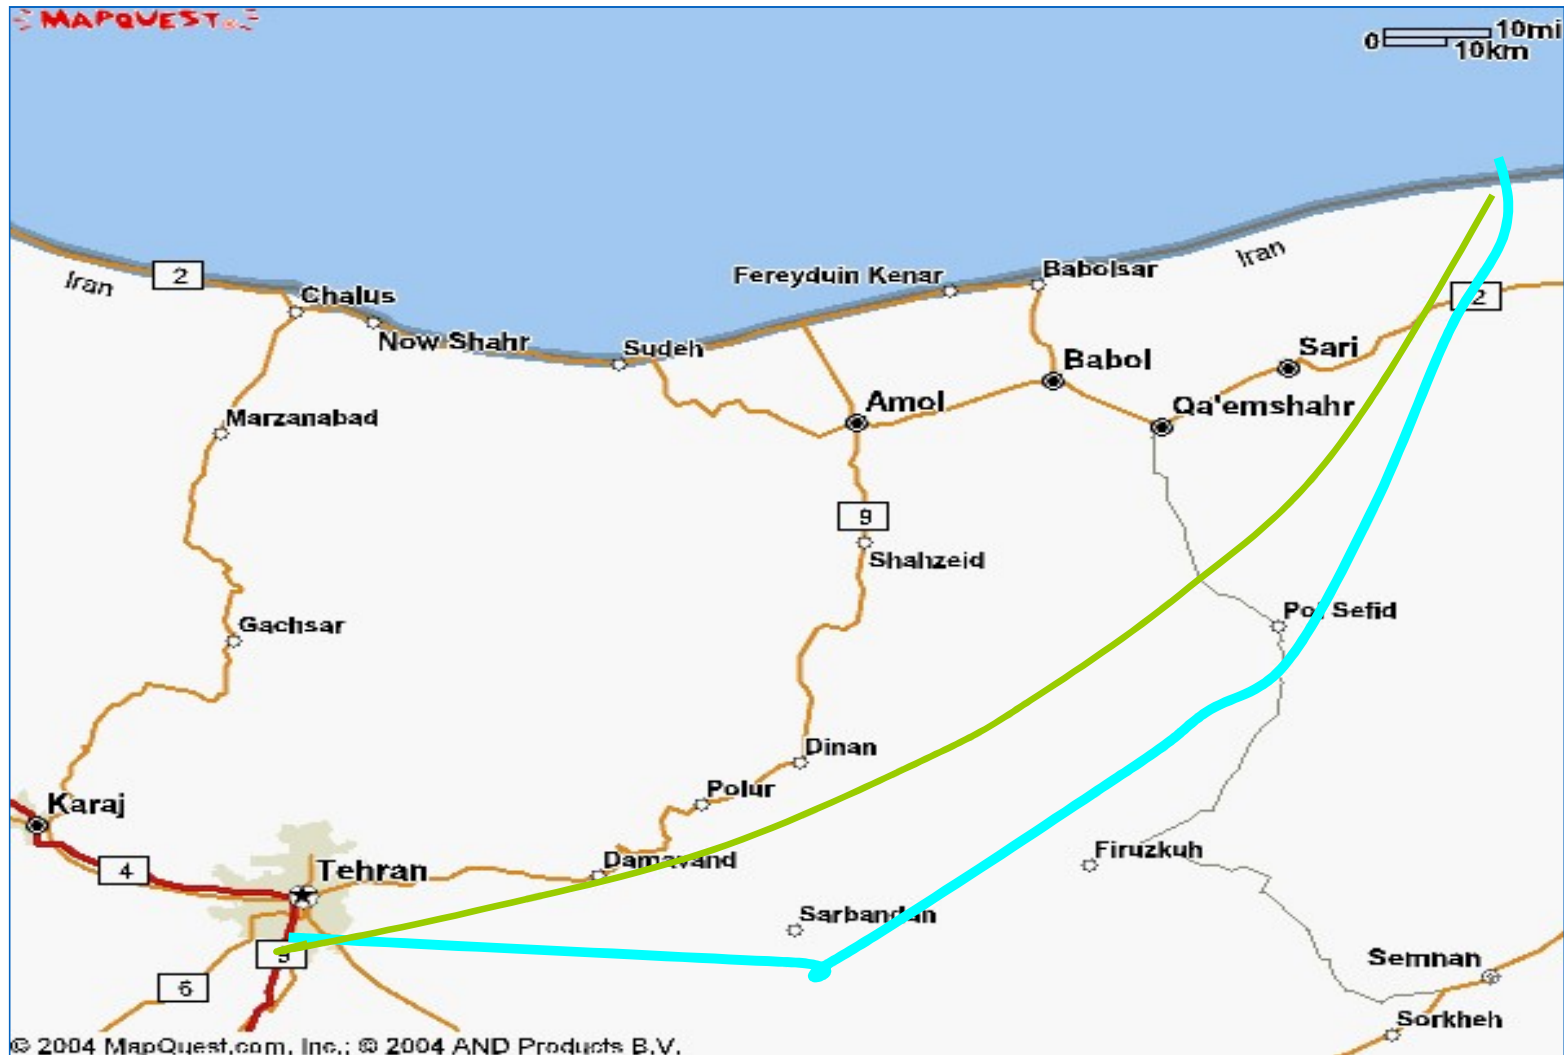 MAPQUEST
10mi
0
10km
Iran
2
Chalus
Now Shahr
Sudeh
Fereyduin Kenar
Babolsar
Iran
2
Marzanabad
Amol
Babol
Qa'emshahr
Sari
9
Shahzeid
Gachsar
Pol Sefid
Dinan
Polur
Karaj
4
Tehran
Damavand
Firuzkuh
Sarbandan
6
Semnan
Sorkheh
© 2004 MapQuest.com, Inc.; © 2004 AND Products B.V.